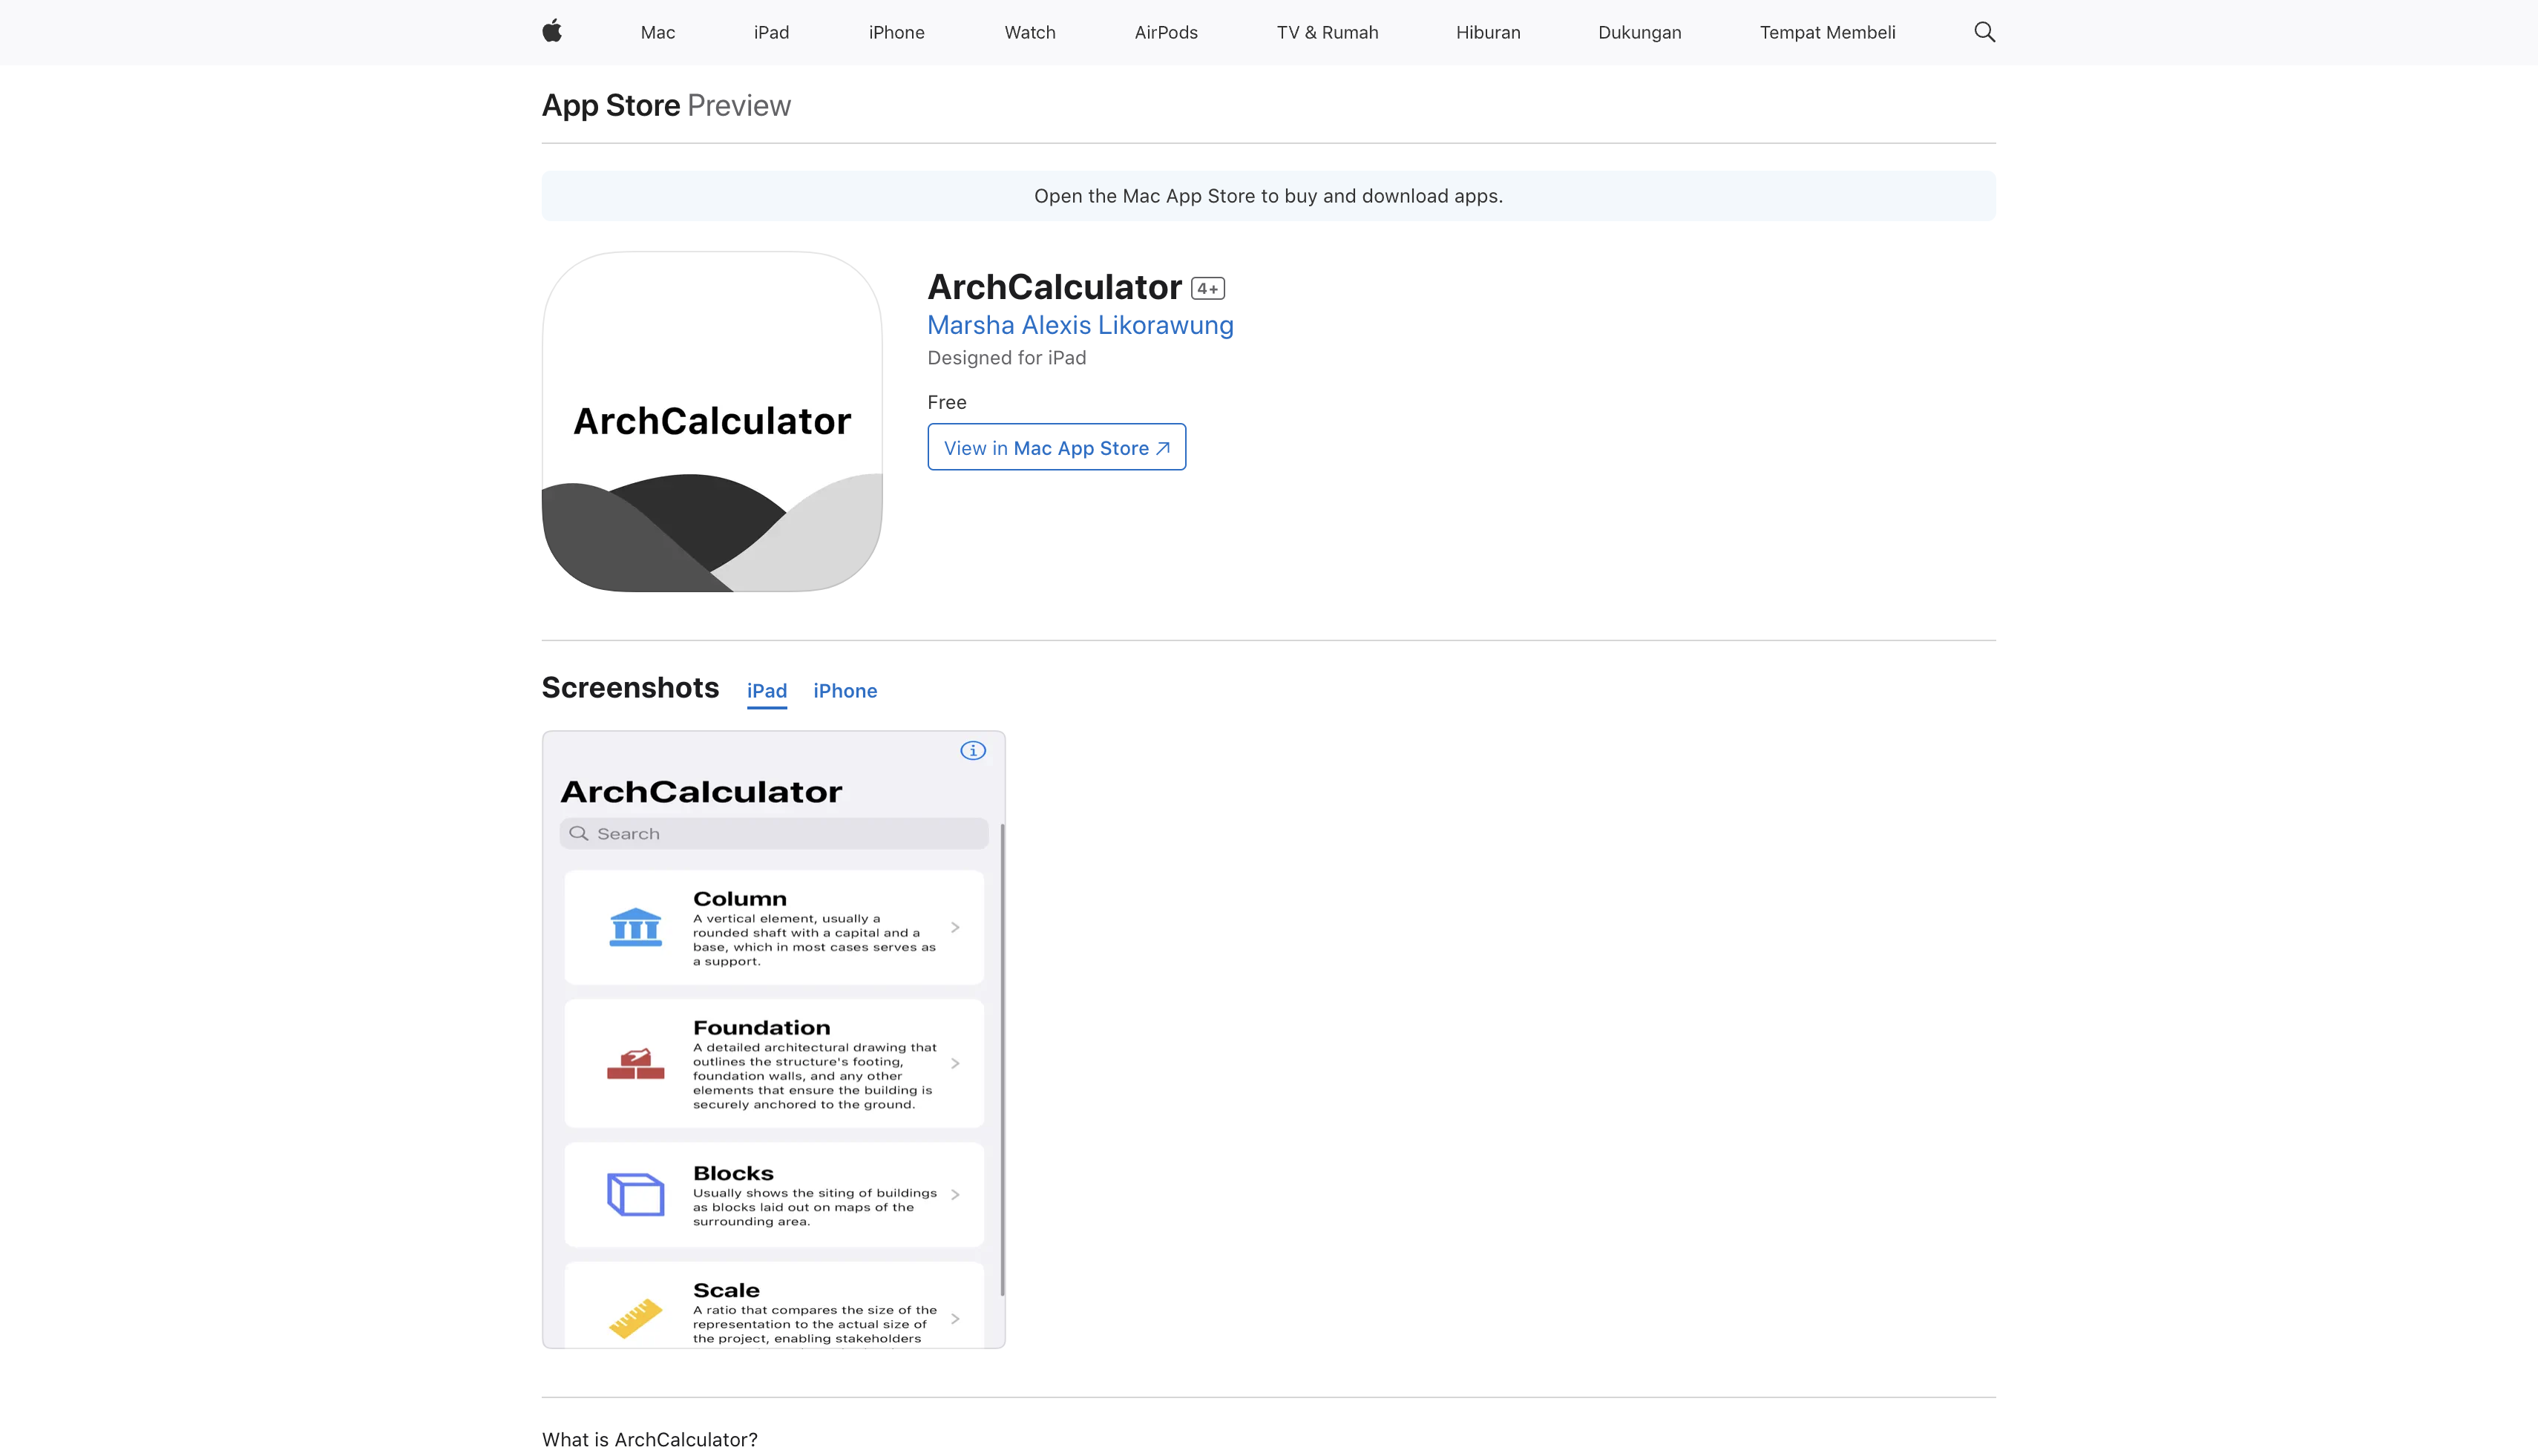 Mac iPad iPhone Watch AirPods TV & Rumah Hiburan Dukungan Tempat Membeli
App Store Preview
Open the Mac App Store to buy and download apps.
ArchCalculator
ArchCalculator 4+
Marsha Alexis Likorawung
Designed for iPad
Free
View in Mac App Store
Screenshots iPad iPhone
ArchCalculator
Search
Column
A vertical element, usually a
rounded shaft with a capital and a
base, which in most cases serves as
a support.
Foundation
A detailed architectural drawing that
outlines the structure's footing,
foundation walls, and any other
elements that ensure the building is
securely anchored to the ground.
Blocks
Usually shows the siting of buildings
as blocks laid out on maps of the
surrounding area.
Scale
A ratio that compares the size of the
representation to the actual size of
the project, enabling stakeholders
What is ArchCalculator?